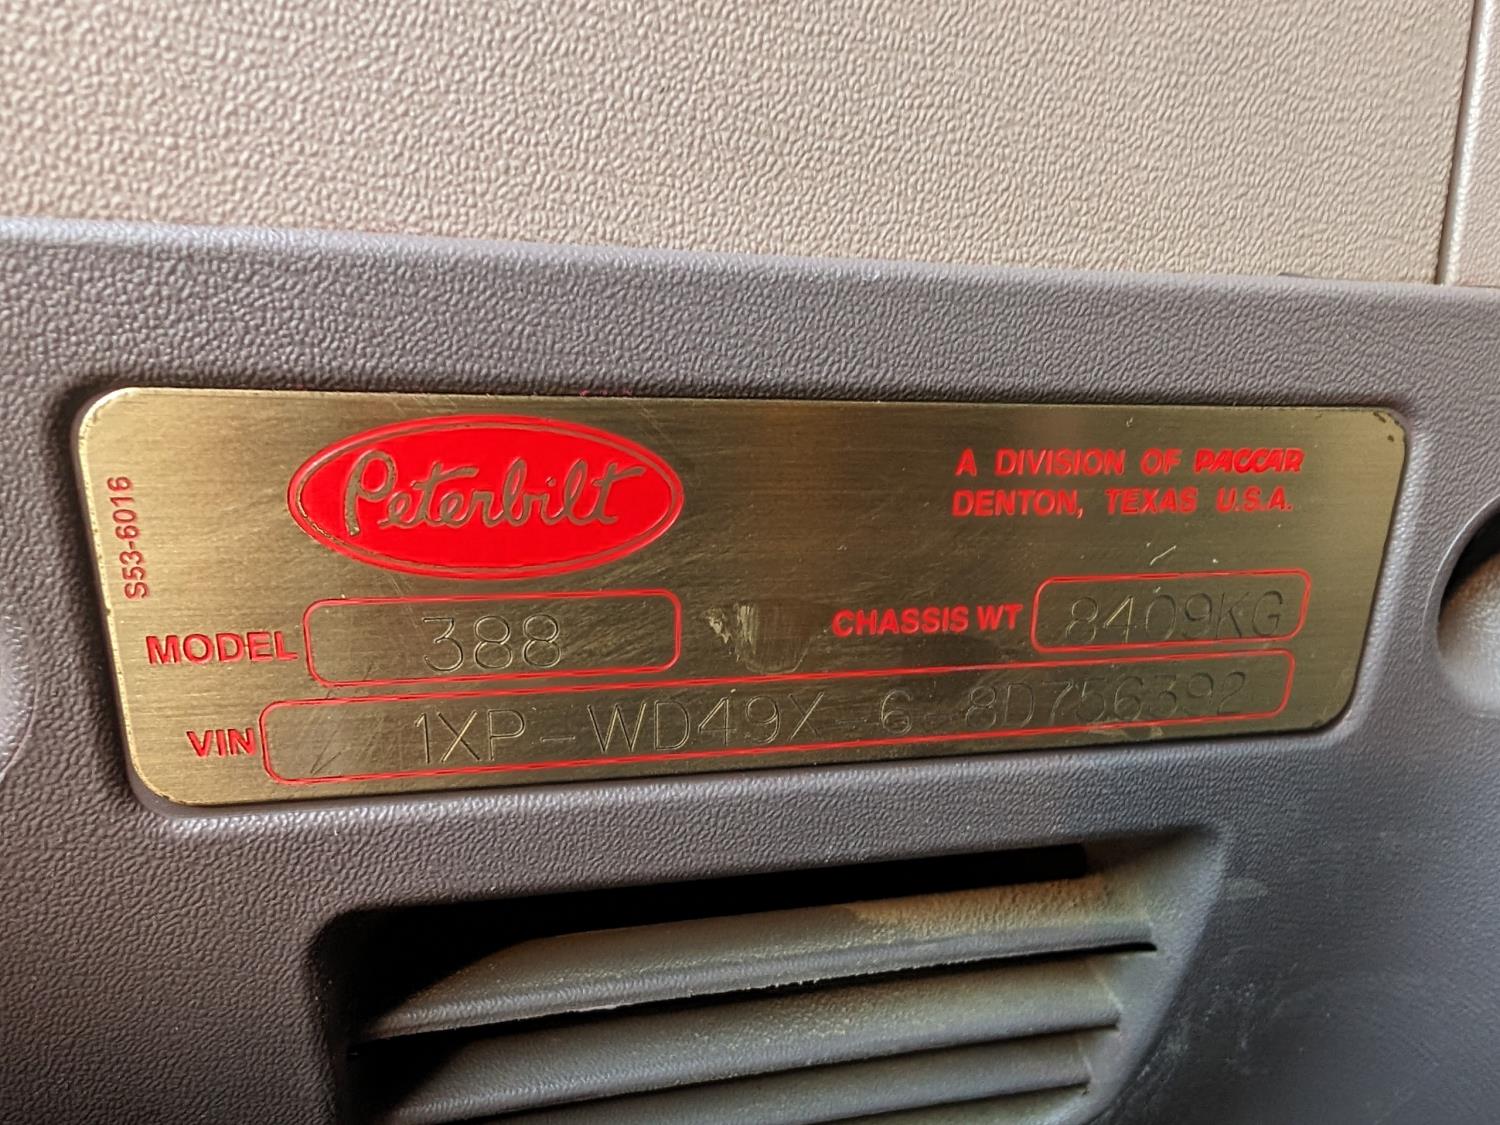 S53-6016
Peterbilt
A DIVISION OF PACCAR
DENTON, TEXAS U.S.A.
MODEL 388
CHASSIS WT 8409KG
VIN 1XP-WD49X-6 8D756392